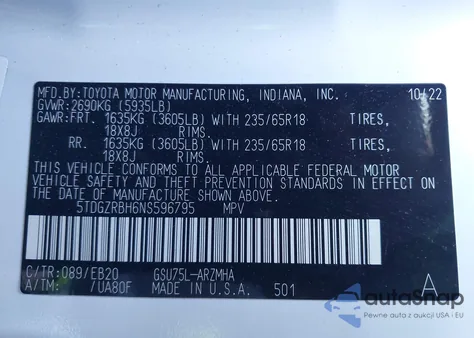 MFD.BY:TOYOTA MOTOR MANUFACTURING, INDIANA, INC. 10/22
GVWR:2690KG (5935LB)
GAWR:FRT. 1635KG (3605LB) WITH 235/65R18 TIRES,
18X8J RIMS.
RR. 1635KG (3605LB) WITH 235/65R18 TIRES,
18X8J RIMS.
THIS VEHICLE CONFORMS TO ALL APPLICABLE FEDERAL MOTOR
VEHICLE SAFETY AND THEFT PREVENTION STANDARDS IN EFFECT ON
THE DATE OF MANUFACTURE SHOWN ABOVE.
5TDGZRBH6NS596795 MPV
C/TR:089/EB20 GSU75L-ARZMHA
A/TM: /UA80F MADE IN U.S.A. 501 A
autoSnap
Pewne auta z aukcji USA i EU